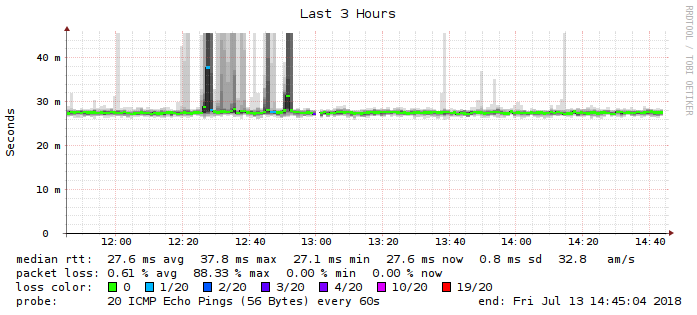 Last 3 Hours
RRDTOOL / TOBI OETIKER
Seconds
40 m
30 m
20 m
10 m
0
12:00 12:20 12:40 13:00 13:20 13:40 14:00 14:20 14:40
median rtt: 27.6 ms avg 37.8 ms max 27.1 ms min 27.6 ms now 0.8 ms sd 32.8 am/s
packet loss: 0.61 % avg 88.33 % max 0.00 % min 0.00 % now
loss color: 0 1/20 2/20 3/20 4/20 10/20 19/20
probe: 20 ICMP Echo Pings (56 Bytes) every 60s end: Fri Jul 13 14:45:04 2018